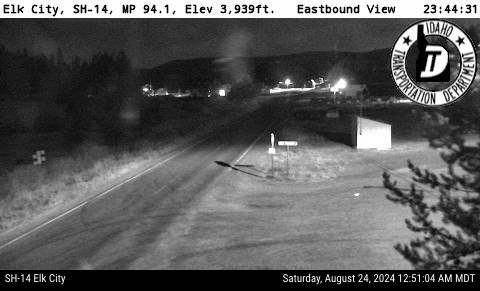 Elk City, SH-14, MP 94.1, Elev 3,939ft. Eastbound View 23:44:31
IDAHO
TRANSPORTATION DEPARTMENT
SH-14 Elk City Saturday, August 24, 2024 12:51:04 AM MDT